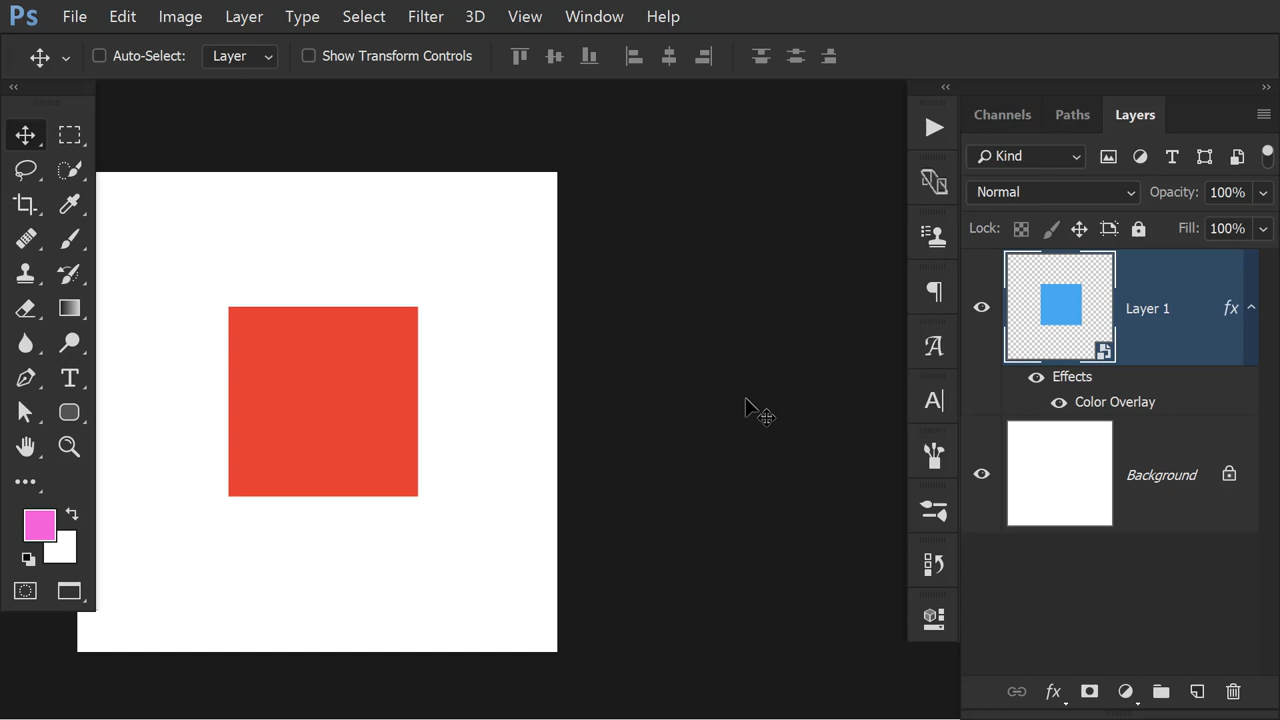 Ps File Edit Image Layer Type Select Filter 3D View Window Help
Auto-Select: Layer Show Transform Controls
Channels Paths Layers
Kind
Normal Opacity: 100%
Lock: Fill: 100%
Layer 1 fx
Effects
Color Overlay
Background
fx